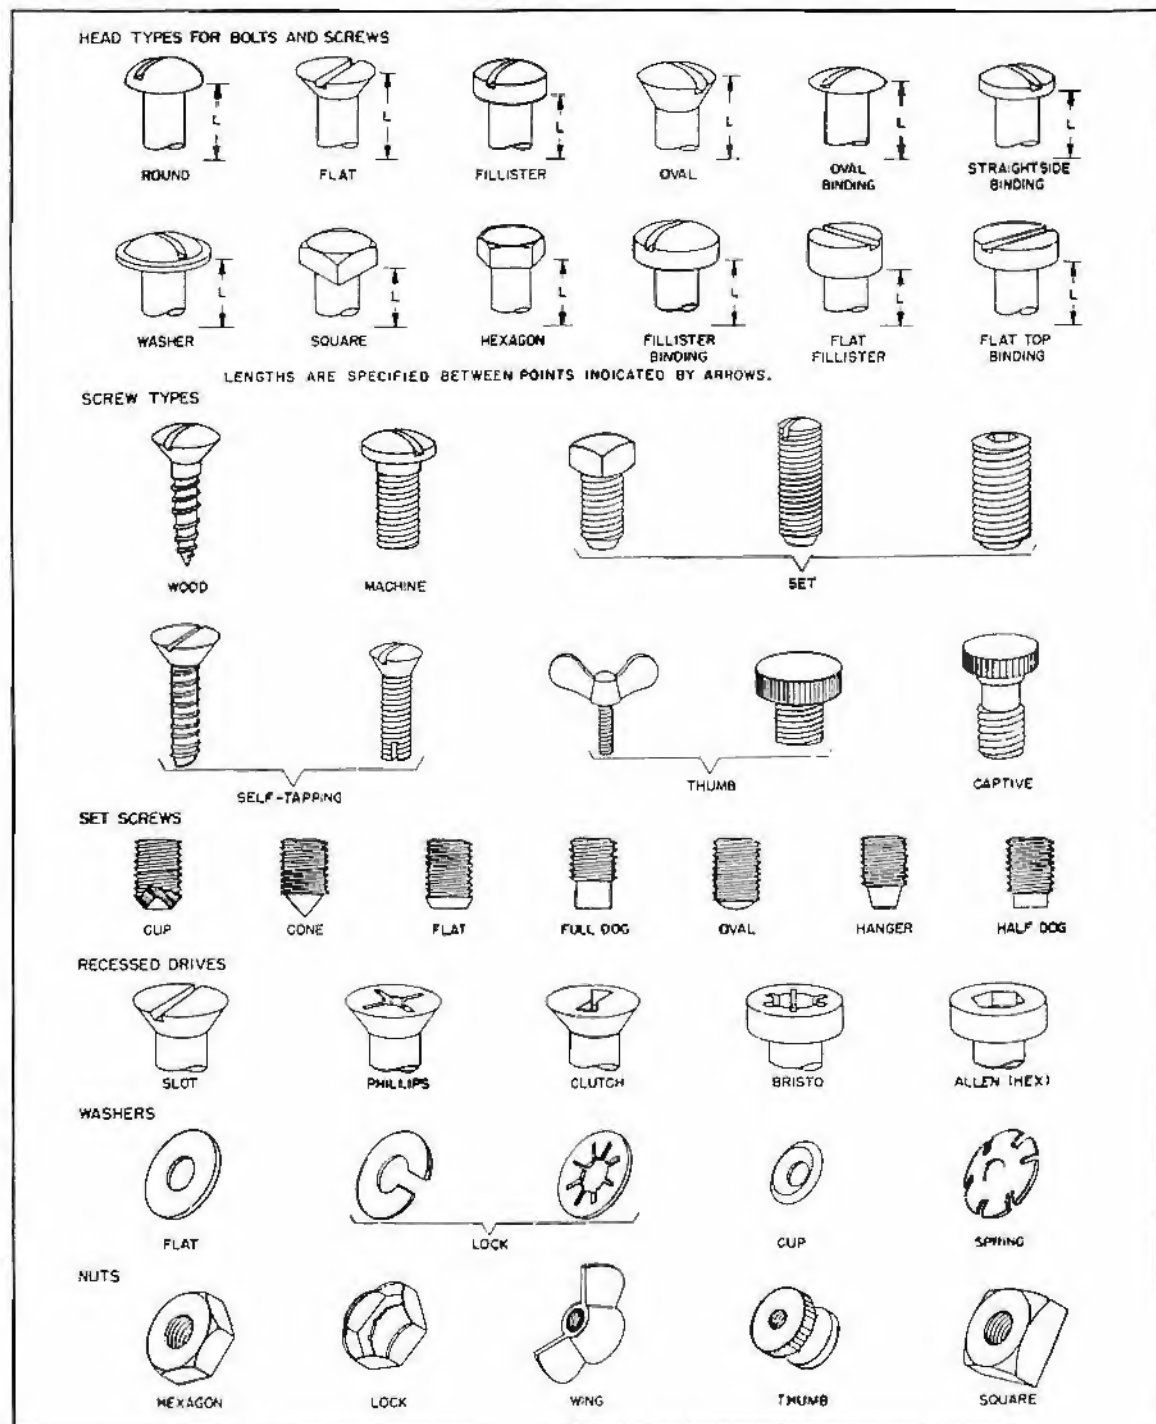 HEAD TYPES FOR BOLTS AND SCREWS
L L L L L L
ROUND FLAT FILLISTER OVAL OVAL BINDING STRAIGHTSIDE BINDING
L L L L L L
WASHER SQUARE HEXAGON FILLISTER BINDING FLAT FILLISTER FLAT TOP BINDING
LENGTHS ARE SPECIFIED BETWEEN POINTS INDICATED BY ARROWS.
SCREW TYPES
WOOD MACHINE SET
SELF-TAPPING THUMB CAPTIVE
SET SCREWS
CUP CONE FLAT FULL DOG OVAL HANGER HALF DOG
RECESSED DRIVES
SLOT PHILLIPS CLUTCH BRISTO ALLEN (HEX)
WASHERS
FLAT LOCK CUP SPRING
NUTS
HEXAGON LOCK WING THUMB SQUARE